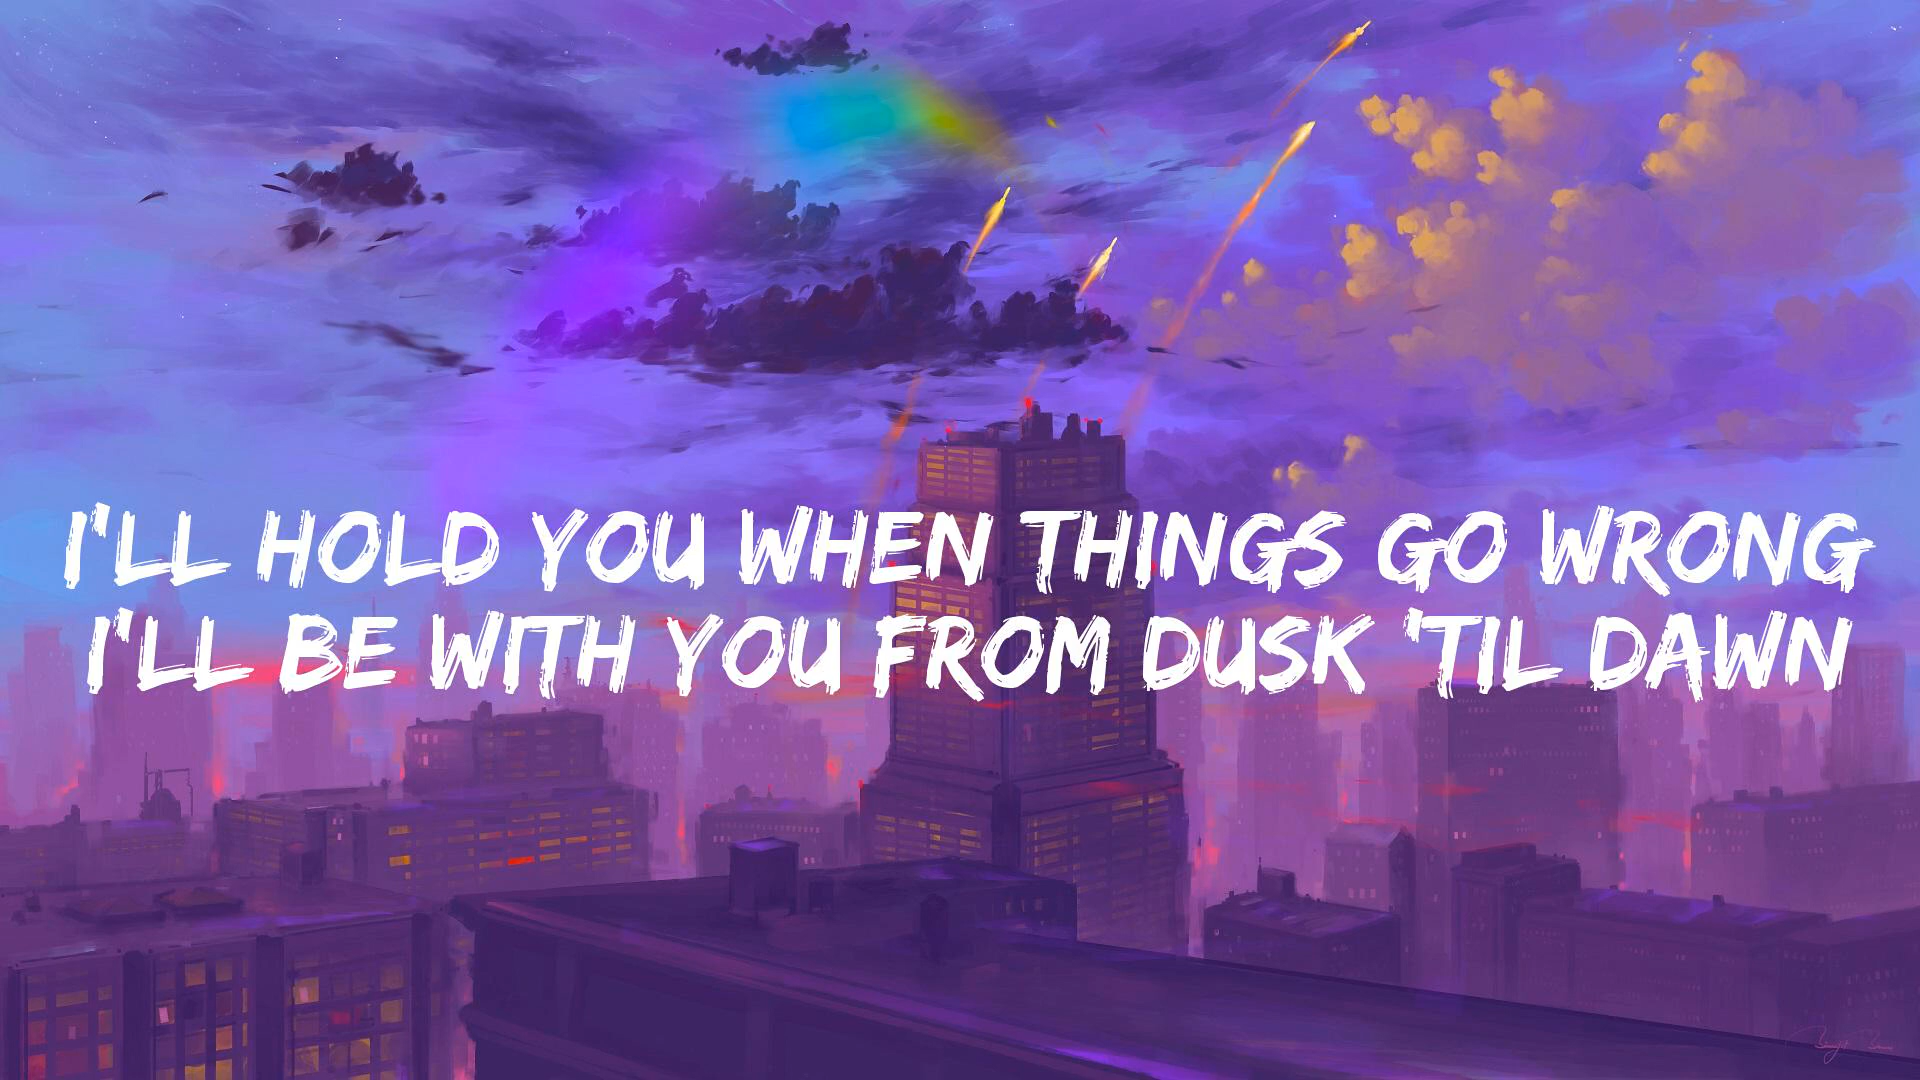 I'LL HOLD YOU WHEN THINGS GO WRONG
I'LL BE WITH YOU FROM DUSK 'TIL DAWN